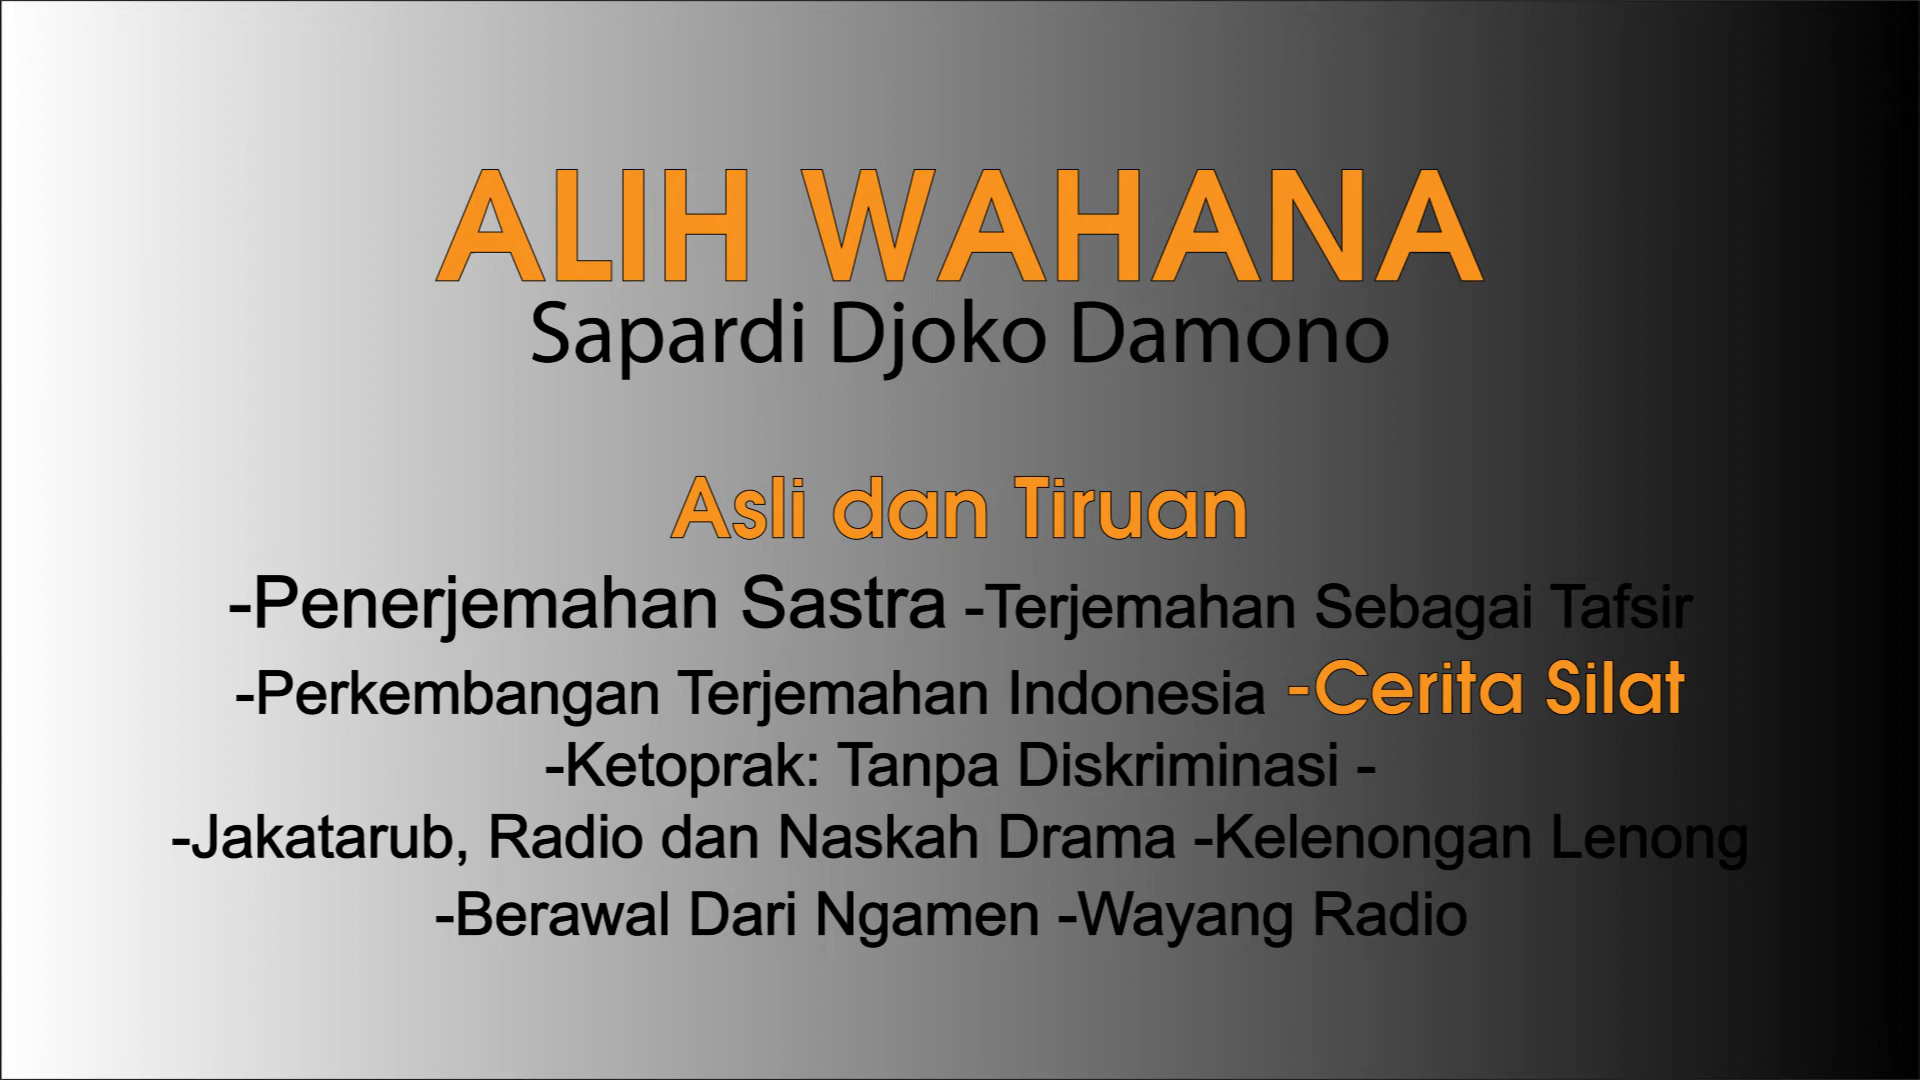 ALIH WAHANA
Sapardi Djoko Damono
Asli dan Tiruan
-Penerjemahan Sastra -Terjemahan Sebagai Tafsir
-Perkembangan Terjemahan Indonesia -Cerita Silat
-Ketoprak: Tanpa Diskriminasi -
-Jakatarub, Radio dan Naskah Drama -Kelenongan Lenong
-Berawal Dari Ngamen -Wayang Radio